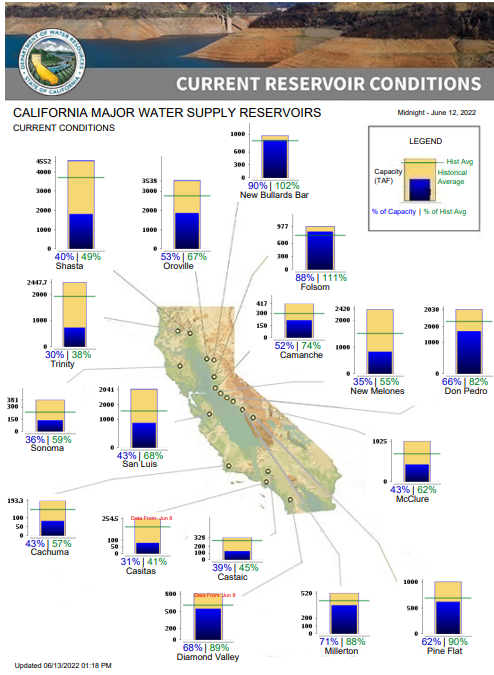 DEPARTMENT OF WATER RESOURCES
STATE OF CALIFORNIA
CURRENT RESERVOIR CONDITIONS
CALIFORNIA MAJOR WATER SUPPLY RESERVOIRS
Midnight - June 12, 2022
CURRENT CONDITIONS
LEGEND
Hist Avg
Capacity
(TAF)
Historical
Average
% of Capacity | % of Hist Avg
1000
600
300
0
90% | 102%
New Bullards Bar
4552
4000
3000
2000
1000
0
40% | 49%
Shasta
3538
2000
1000
0
53% | 67%
Oroville
977
600
300
0
88% | 111%
Folsom
2447.7
1000
0
30% | 38%
Trinity
417
300
150
0
52% | 74%
Camanche
2420
2000
1000
0
35% | 55%
New Melones
2030
2000
1000
0
66% | 82%
Don Pedro
381
300
150
0
36% | 59%
Sonoma
2041
2000
1000
0
43% | 68%
San Luis
1025
0
43% | 62%
McClure
193.3
100
50
0
43% | 57%
Cachuma
254.5
100
50
0
Data From: Jun 8
31% | 41%
Casitas
328
200
100
0
39% | 45%
Castaic
800
500
0
Data From: Jun 8
68% | 89%
Diamond Valley
520
200
100
0
71% | 88%
Millerton
1000
500
0
62% | 90%
Pine Flat
Updated 06/13/2022 01:18 PM